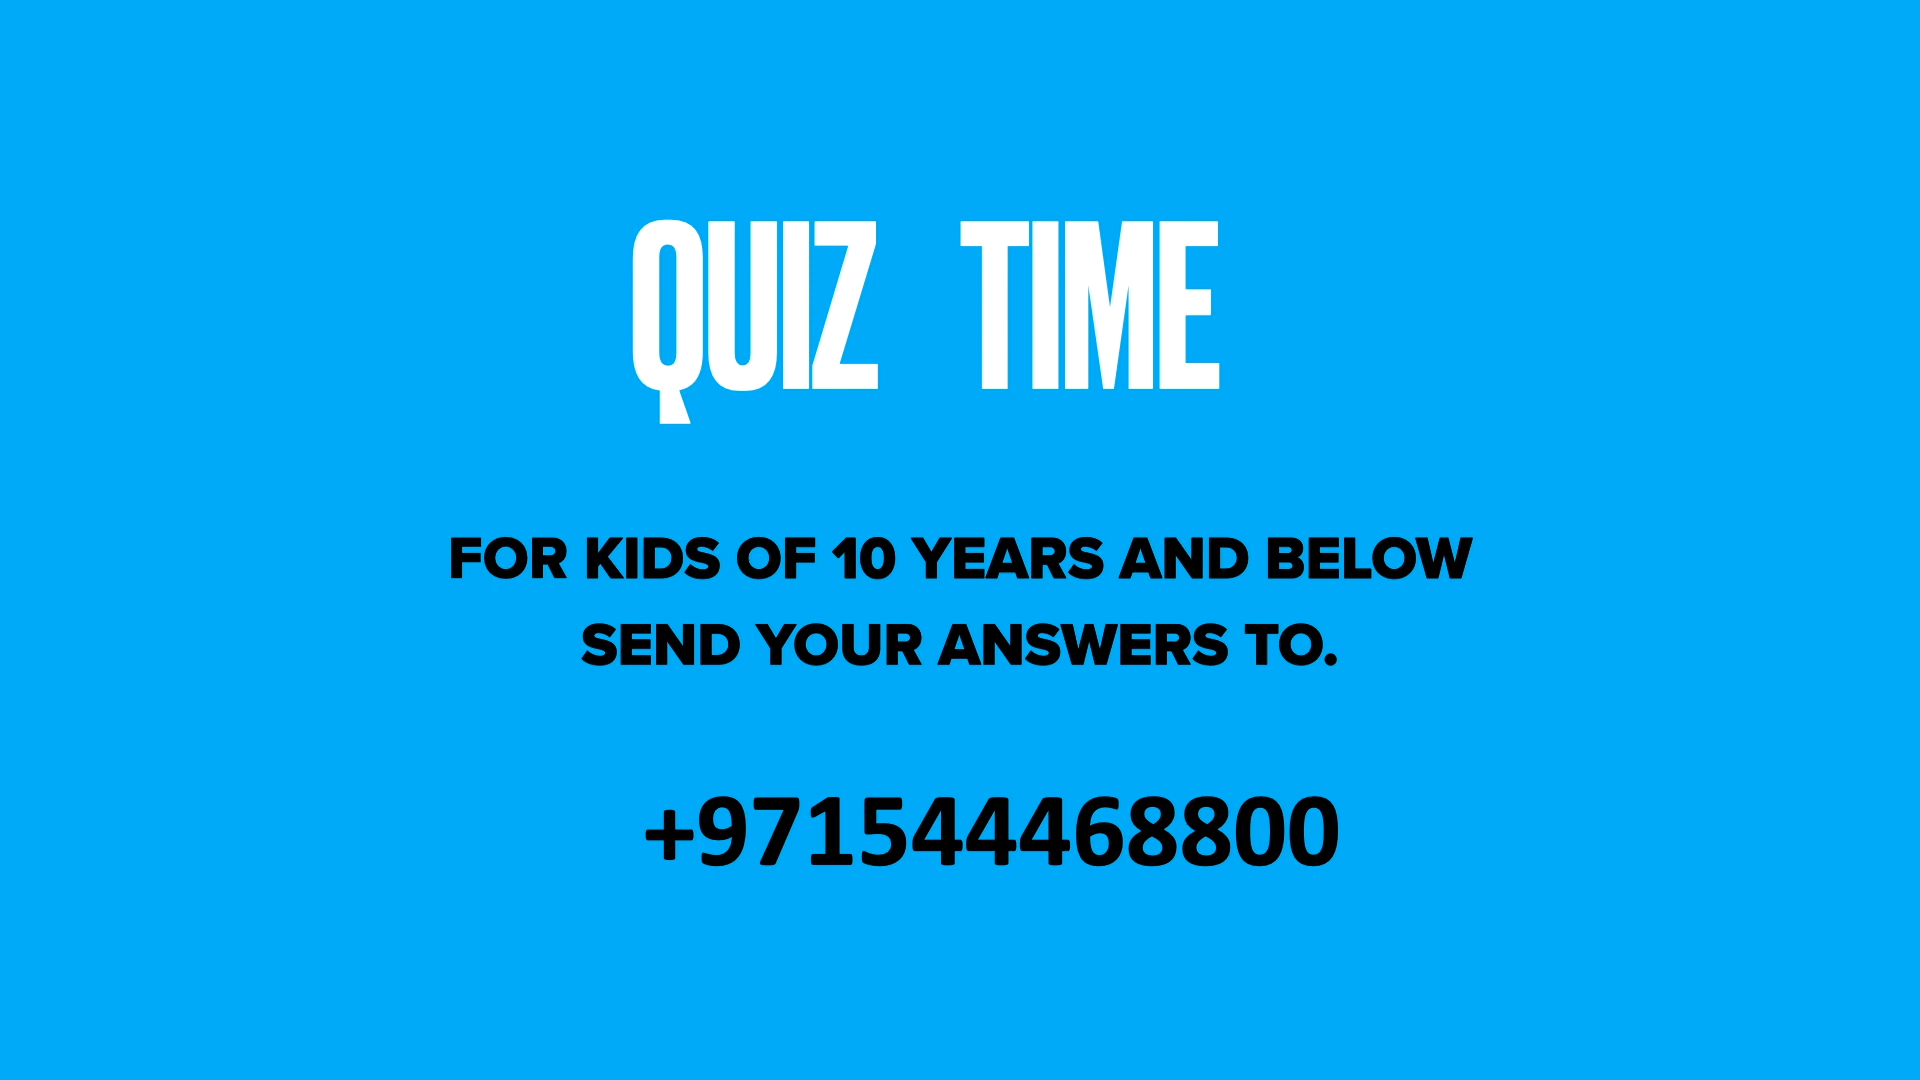 QUIZ TIME
FOR KIDS OF 10 YEARS AND BELOW
SEND YOUR ANSWERS TO.
+971544468800